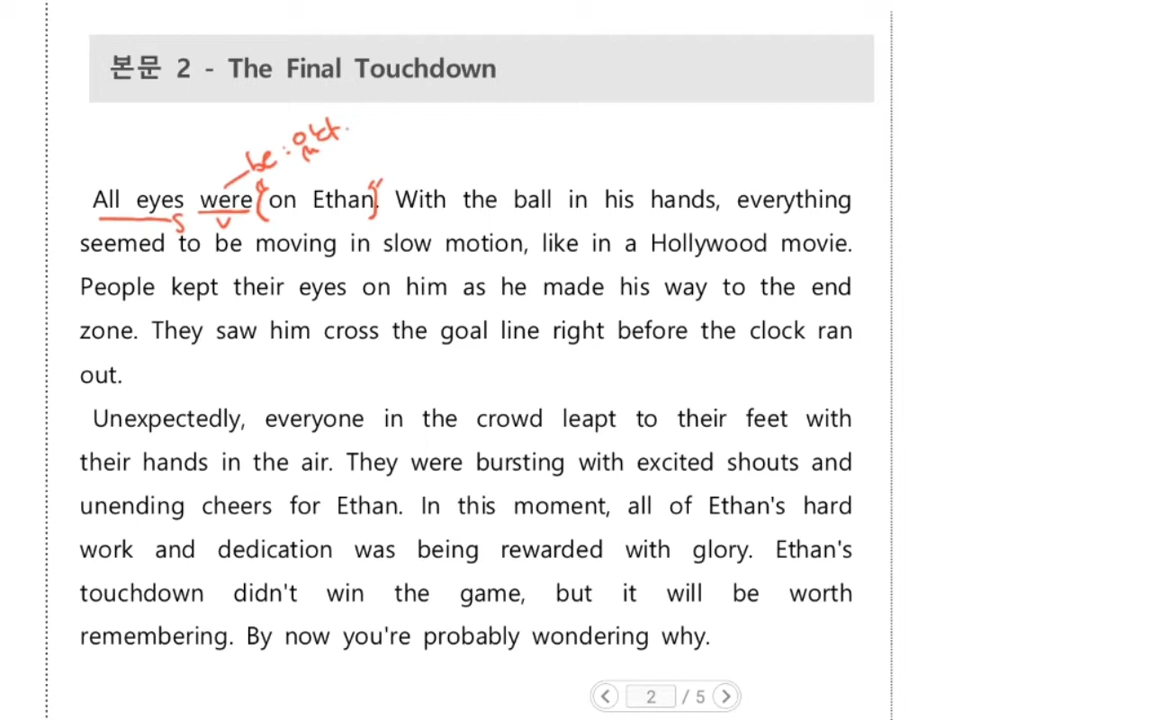 본문 2 - The Final Touchdown
be : 있다.
All eyes were (on Ethan). With the ball in his hands, everything
S V
seemed to be moving in slow motion, like in a Hollywood movie.
People kept their eyes on him as he made his way to the end
zone. They saw him cross the goal line right before the clock ran
out.
Unexpectedly, everyone in the crowd leapt to their feet with
their hands in the air. They were bursting with excited shouts and
unending cheers for Ethan. In this moment, all of Ethan's hard
work and dedication was being rewarded with glory. Ethan's
touchdown didn't win the game, but it will be worth
remembering. By now you're probably wondering why.
2 / 5